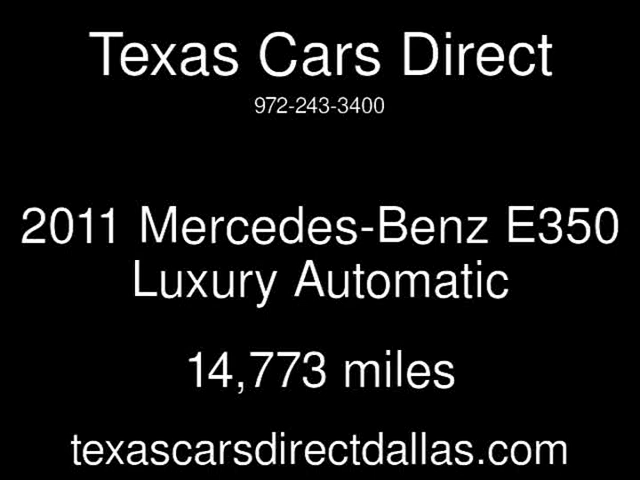 Texas Cars Direct
972-243-3400
2011 Mercedes-Benz E350
Luxury Automatic
14,773 miles
texascarsdirectdallas.com